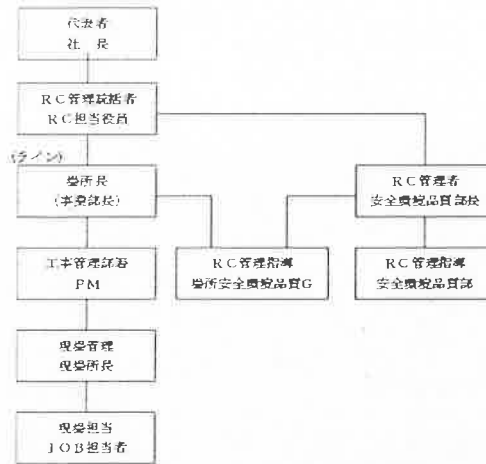 代表者
社 長
RC管理統括者
RC担当役員
(ライン)
場所長
(事業部長)
RC管理者
安全環境品質部長
工事管理部署
PM
RC管理指導
場所安全環境品質G
RC管理指導
安全環境品質部
現場管理
現場所長
現場担当
JOB担当者